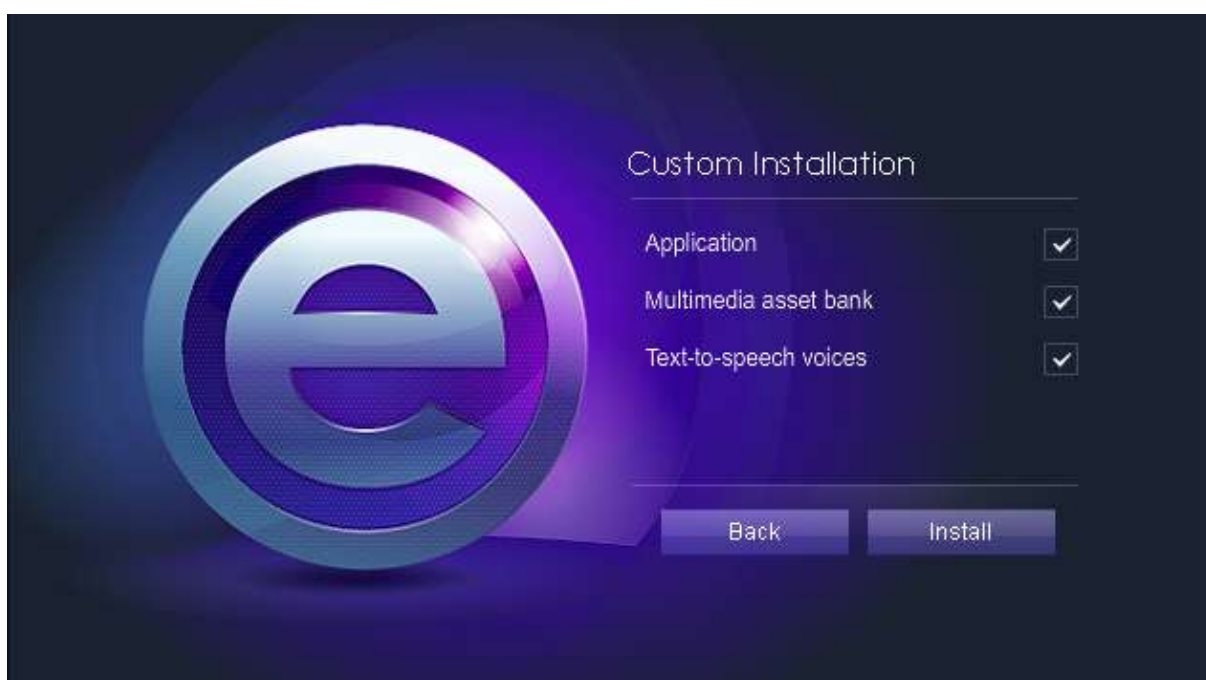 e
Custom Installation
Application
Multimedia asset bank
Text-to-speech voices
Back
Install